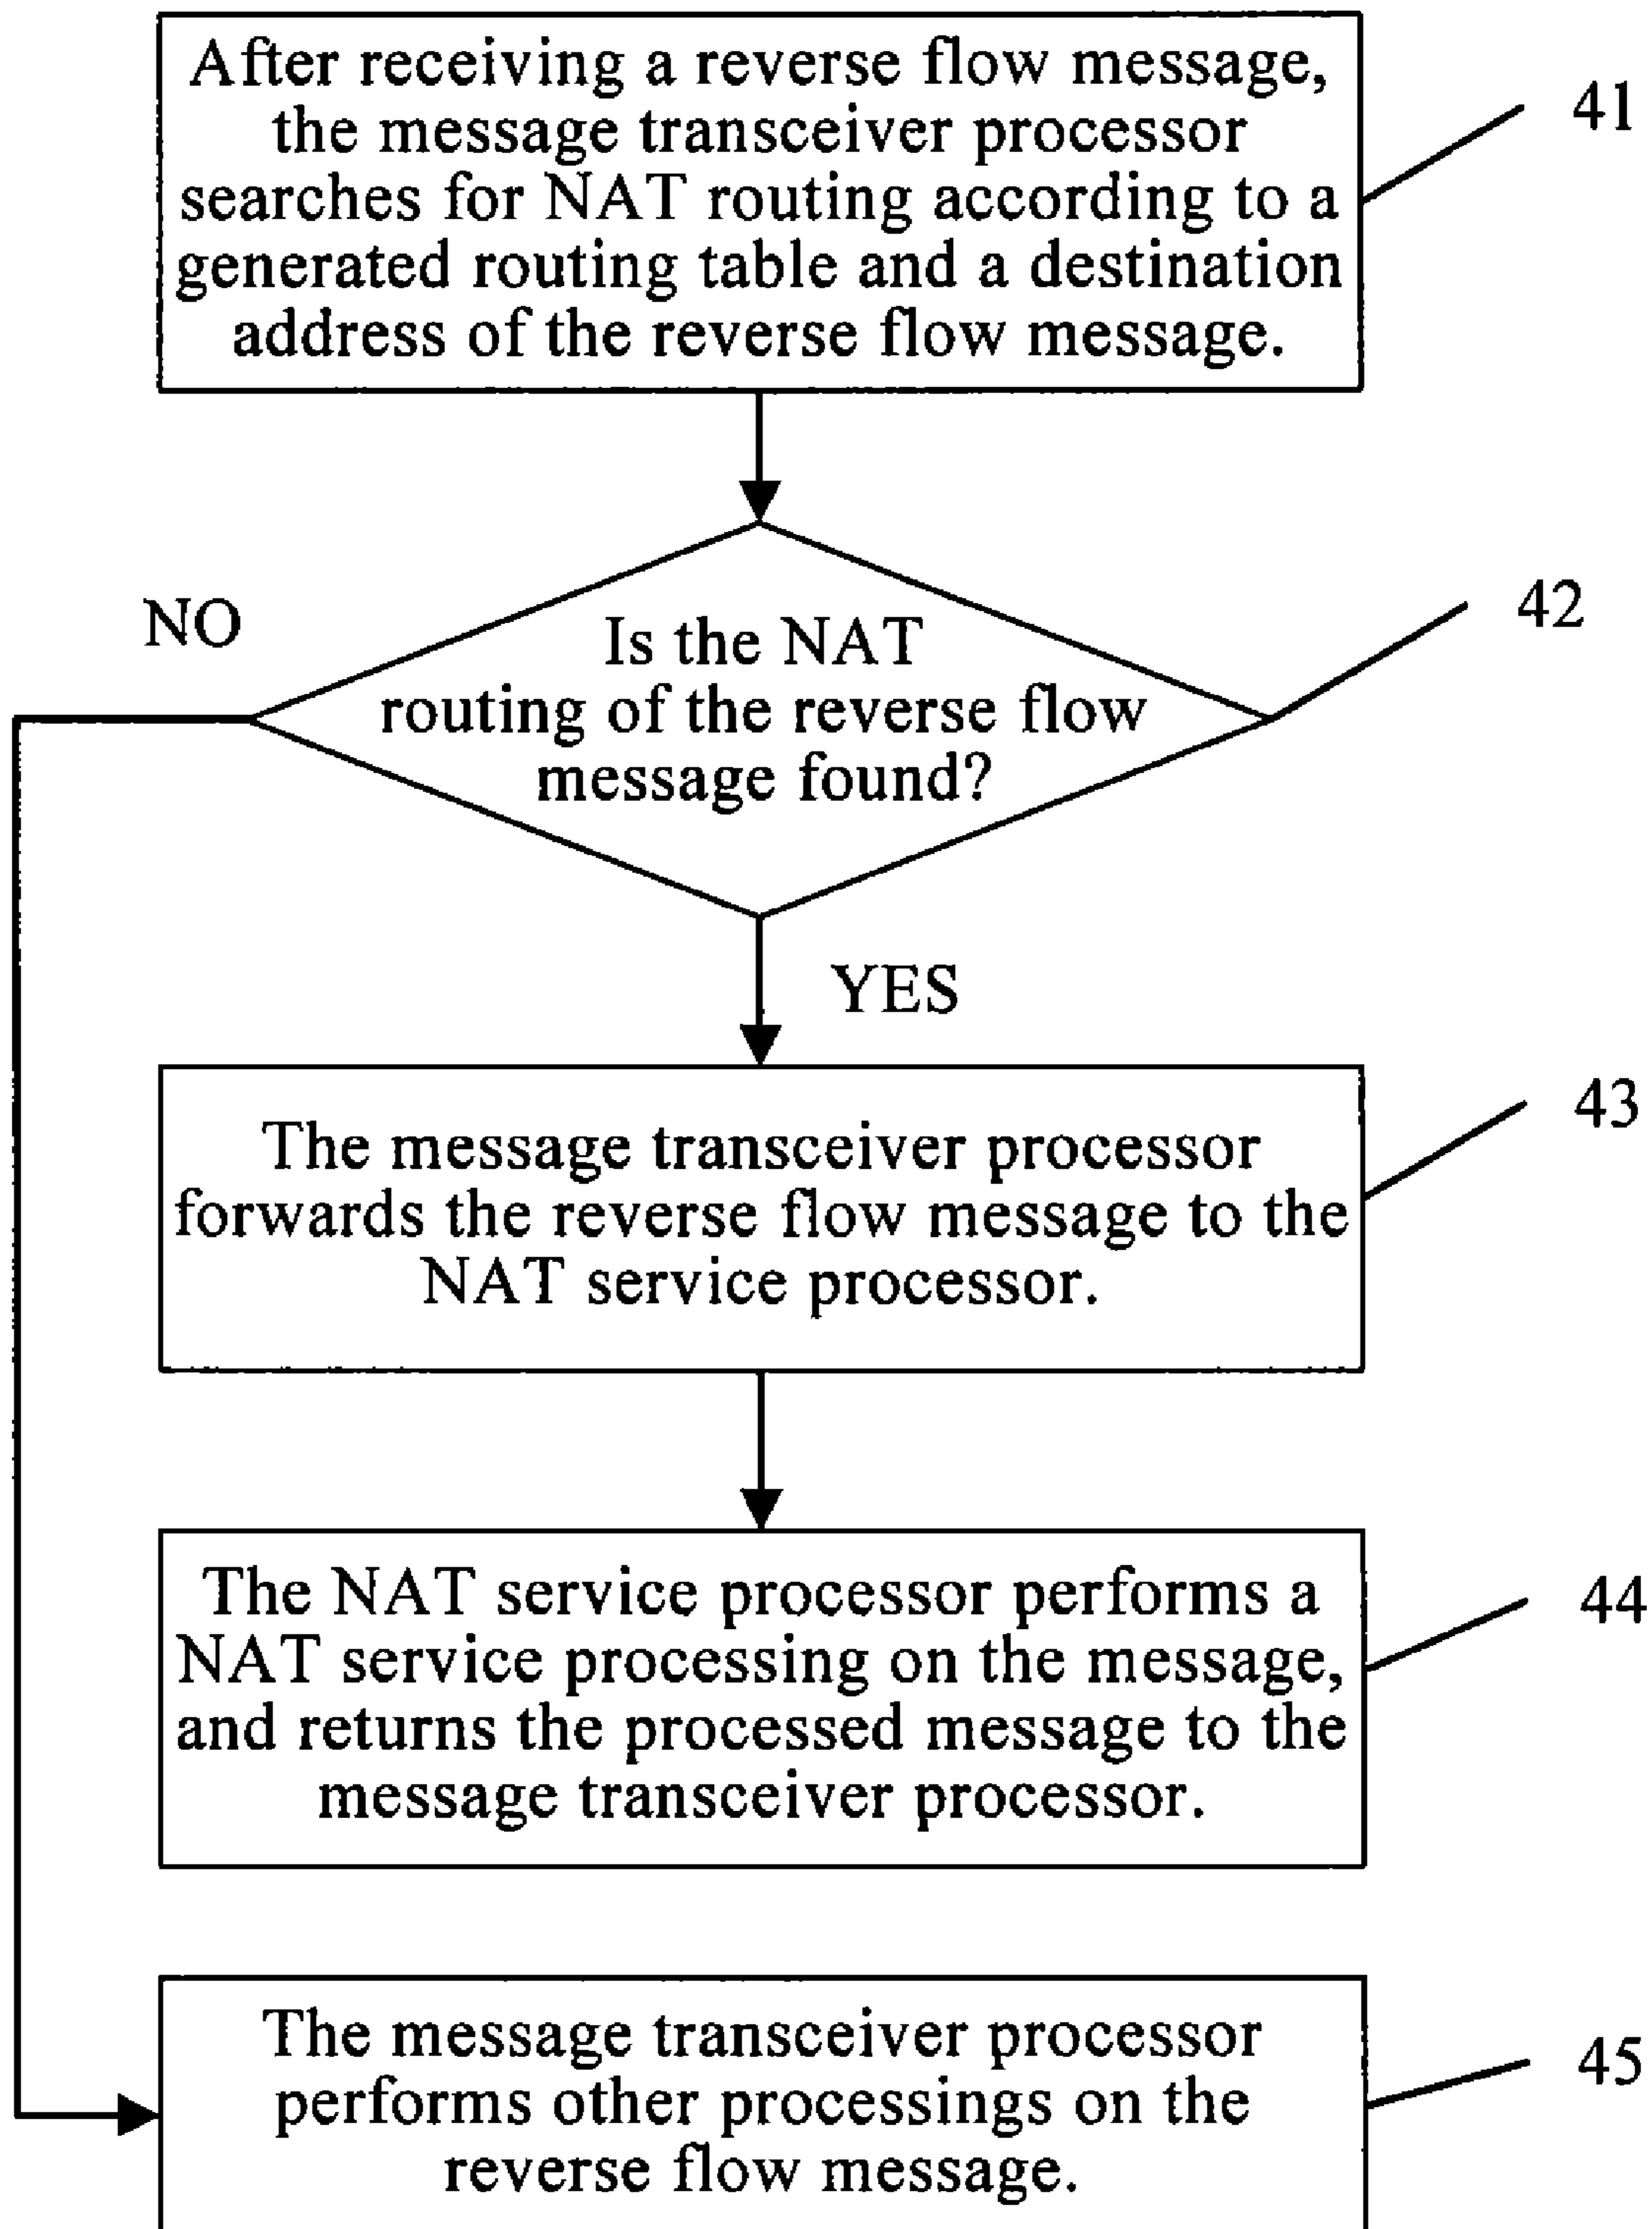 After receiving a reverse flow message,
the message transceiver processor
searches for NAT routing according to a
generated routing table and a destination
address of the reverse flow message.
41
NO
Is the NAT
routing of the reverse flow
message found?
42
YES
The message transceiver processor
forwards the reverse flow message to the
NAT service processor.
43
The NAT service processor performs a
NAT service processing on the message,
and returns the processed message to the
message transceiver processor.
44
The message transceiver processor
performs other processings on the
reverse flow message.
45